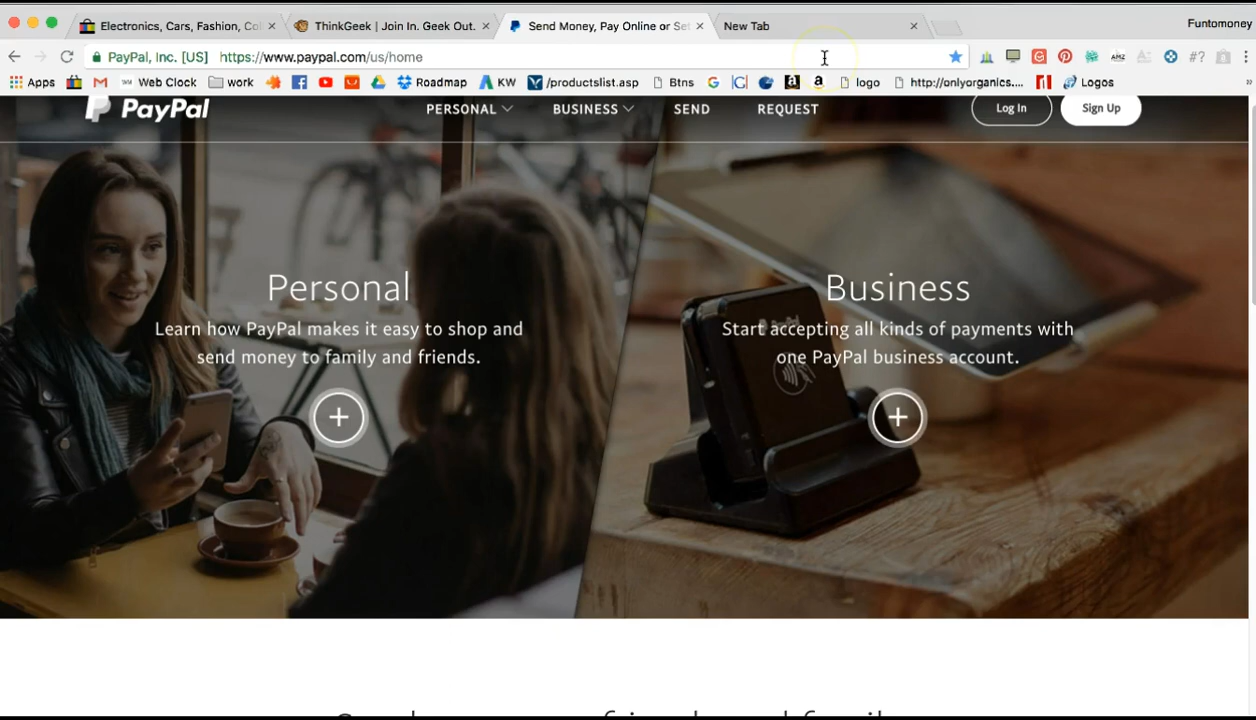 Electronics, Cars, Fashion, Col
ThinkGeek | Join In. Geek Out.
Send Money, Pay Online or Set
New Tab
Funtomoney
PayPal, Inc. [US] https://www.paypal.com/us/home
Apps Web Clock work Roadmap KW /productslist.asp Btns logo http://onlyorganics.... Logos »
PayPal PERSONAL BUSINESS SEND REQUEST Log In Sign Up
Personal
Learn how PayPal makes it easy to shop and
send money to family and friends.
Business
Start accepting all kinds of payments with
one PayPal business account.